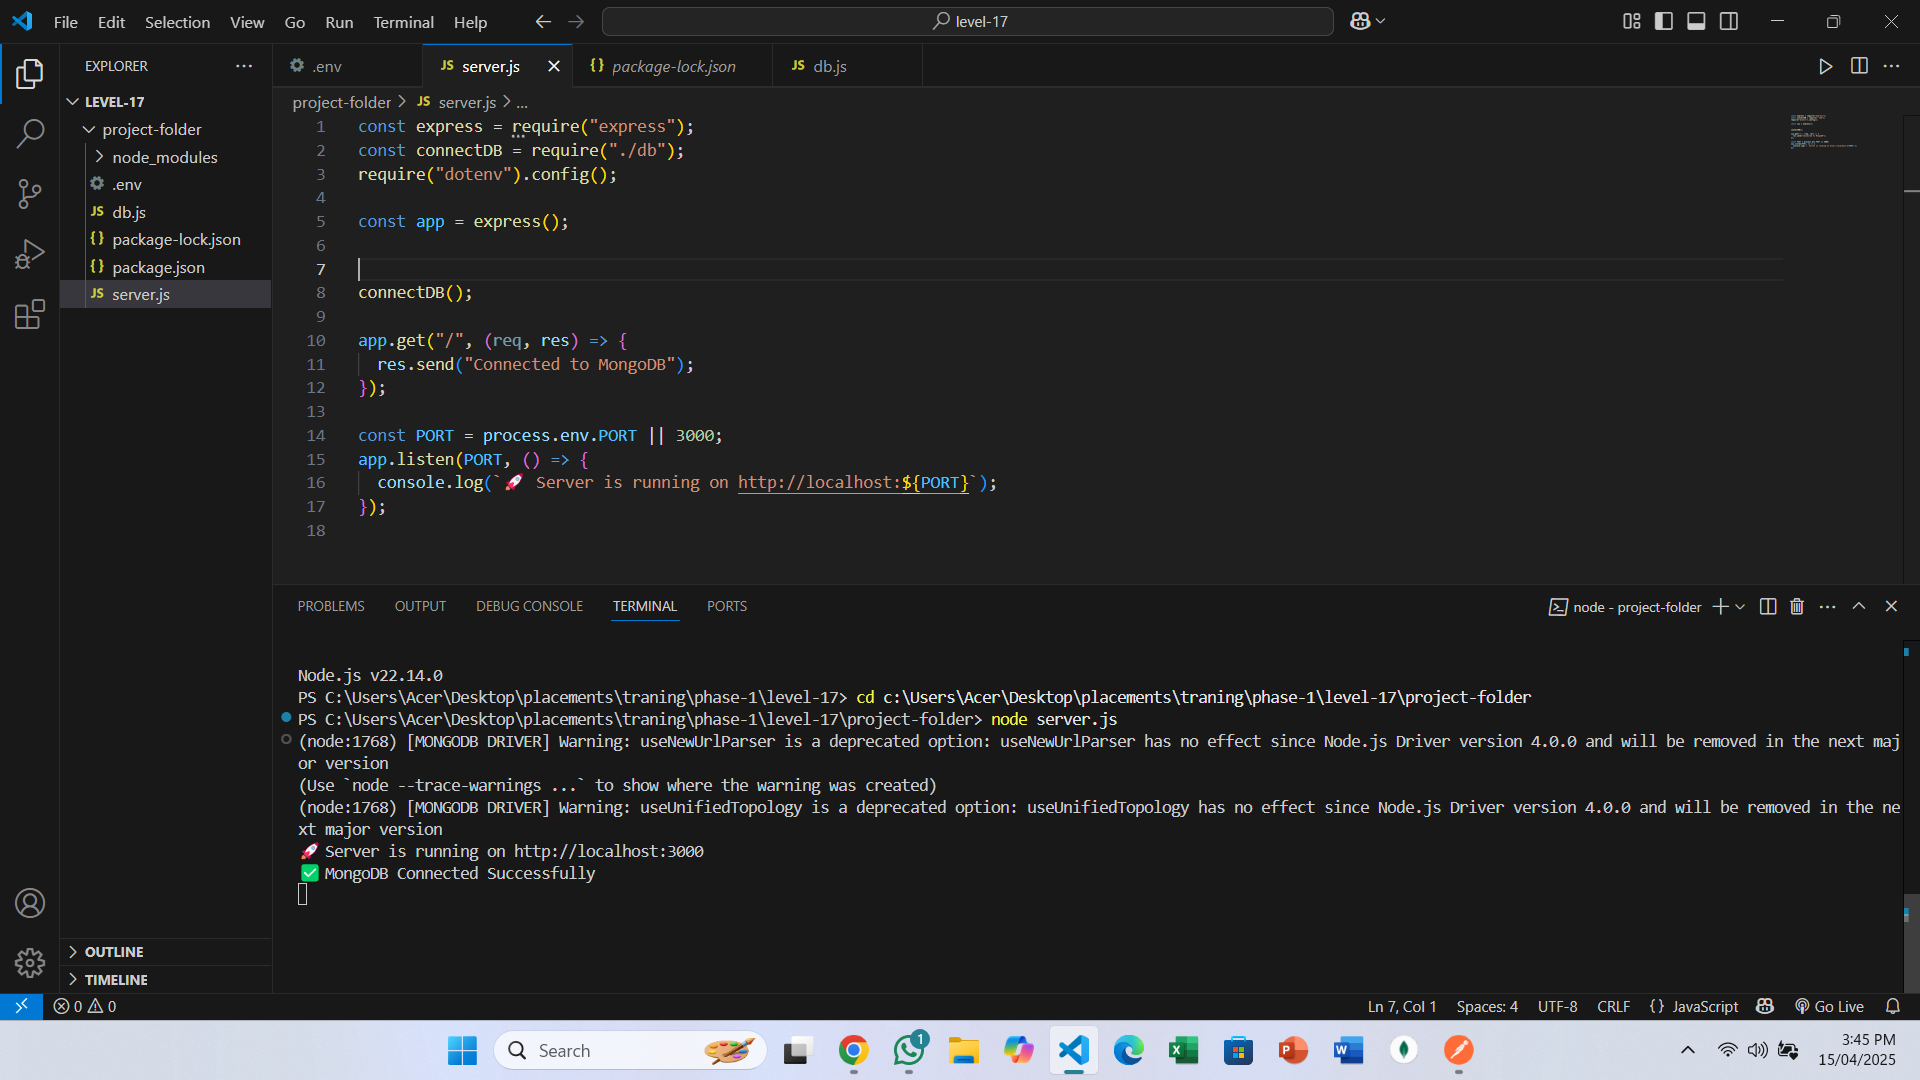 File Edit Selection View Go Run Terminal Help
level-17
EXPLORER
LEVEL-17
project-folder
node_modules
.env
db.js
package-lock.json
package.json
server.js
OUTLINE
TIMELINE
.env
server.js
package-lock.json
db.js
project-folder > server.js > ...
1 const express = require("express");
2 const connectDB = require("./db");
3 require("dotenv").config();
4
5 const app = express();
6
7
8 connectDB();
9
10 app.get("/", (req, res) => {
11 res.send("Connected to MongoDB");
12 });
13
14 const PORT = process.env.PORT || 3000;
15 app.listen(PORT, () => {
16 console.log(`🚀 Server is running on http://localhost:${PORT}`);
17 });
18
PROBLEMS OUTPUT DEBUG CONSOLE TERMINAL PORTS
node - project-folder
Node.js v22.14.0
PS C:\Users\Acer\Desktop\placements\traning\phase-1\level-17> cd c:\Users\Acer\Desktop\placements\traning\phase-1\level-17\project-folder
PS C:\Users\Acer\Desktop\placements\traning\phase-1\level-17\project-folder> node server.js
(node:1768) [MONGODB DRIVER] Warning: useNewUrlParser is a deprecated option: useNewUrlParser has no effect since Node.js Driver version 4.0.0 and will be removed in the next maj
or version
(Use `node --trace-warnings ...` to show where the warning was created)
(node:1768) [MONGODB DRIVER] Warning: useUnifiedTopology is a deprecated option: useUnifiedTopology has no effect since Node.js Driver version 4.0.0 and will be removed in the ne
xt major version
🚀 Server is running on http://localhost:3000
✅ MongoDB Connected Successfully
0 0
Ln 7, Col 1 Spaces: 4 UTF-8 CRLF {} JavaScript Go Live
Search
1
3:45 PM
15/04/2025